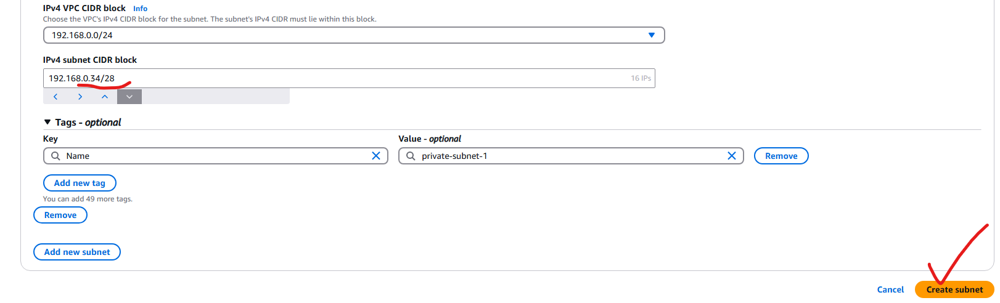 IPv4 VPC CIDR block Info
Choose the VPC's IPv4 CIDR block for the subnet. The subnet's IPv4 CIDR must lie within this block.
192.168.0.0/24
IPv4 subnet CIDR block
192.168.0.34/28 16 IPs
Tags - optional
Key Value - optional
Name private-subnet-1 Remove
Add new tag
You can add 49 more tags.
Remove
Add new subnet
Cancel Create subnet